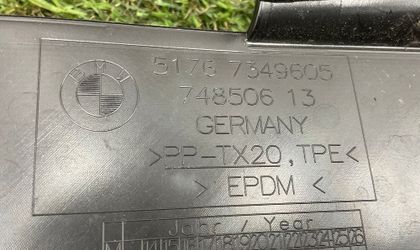 BMW
5176 7349605
748506 13
GERMANY
>PP-TX20, TPE<
> EPDM <
Jahr / Year